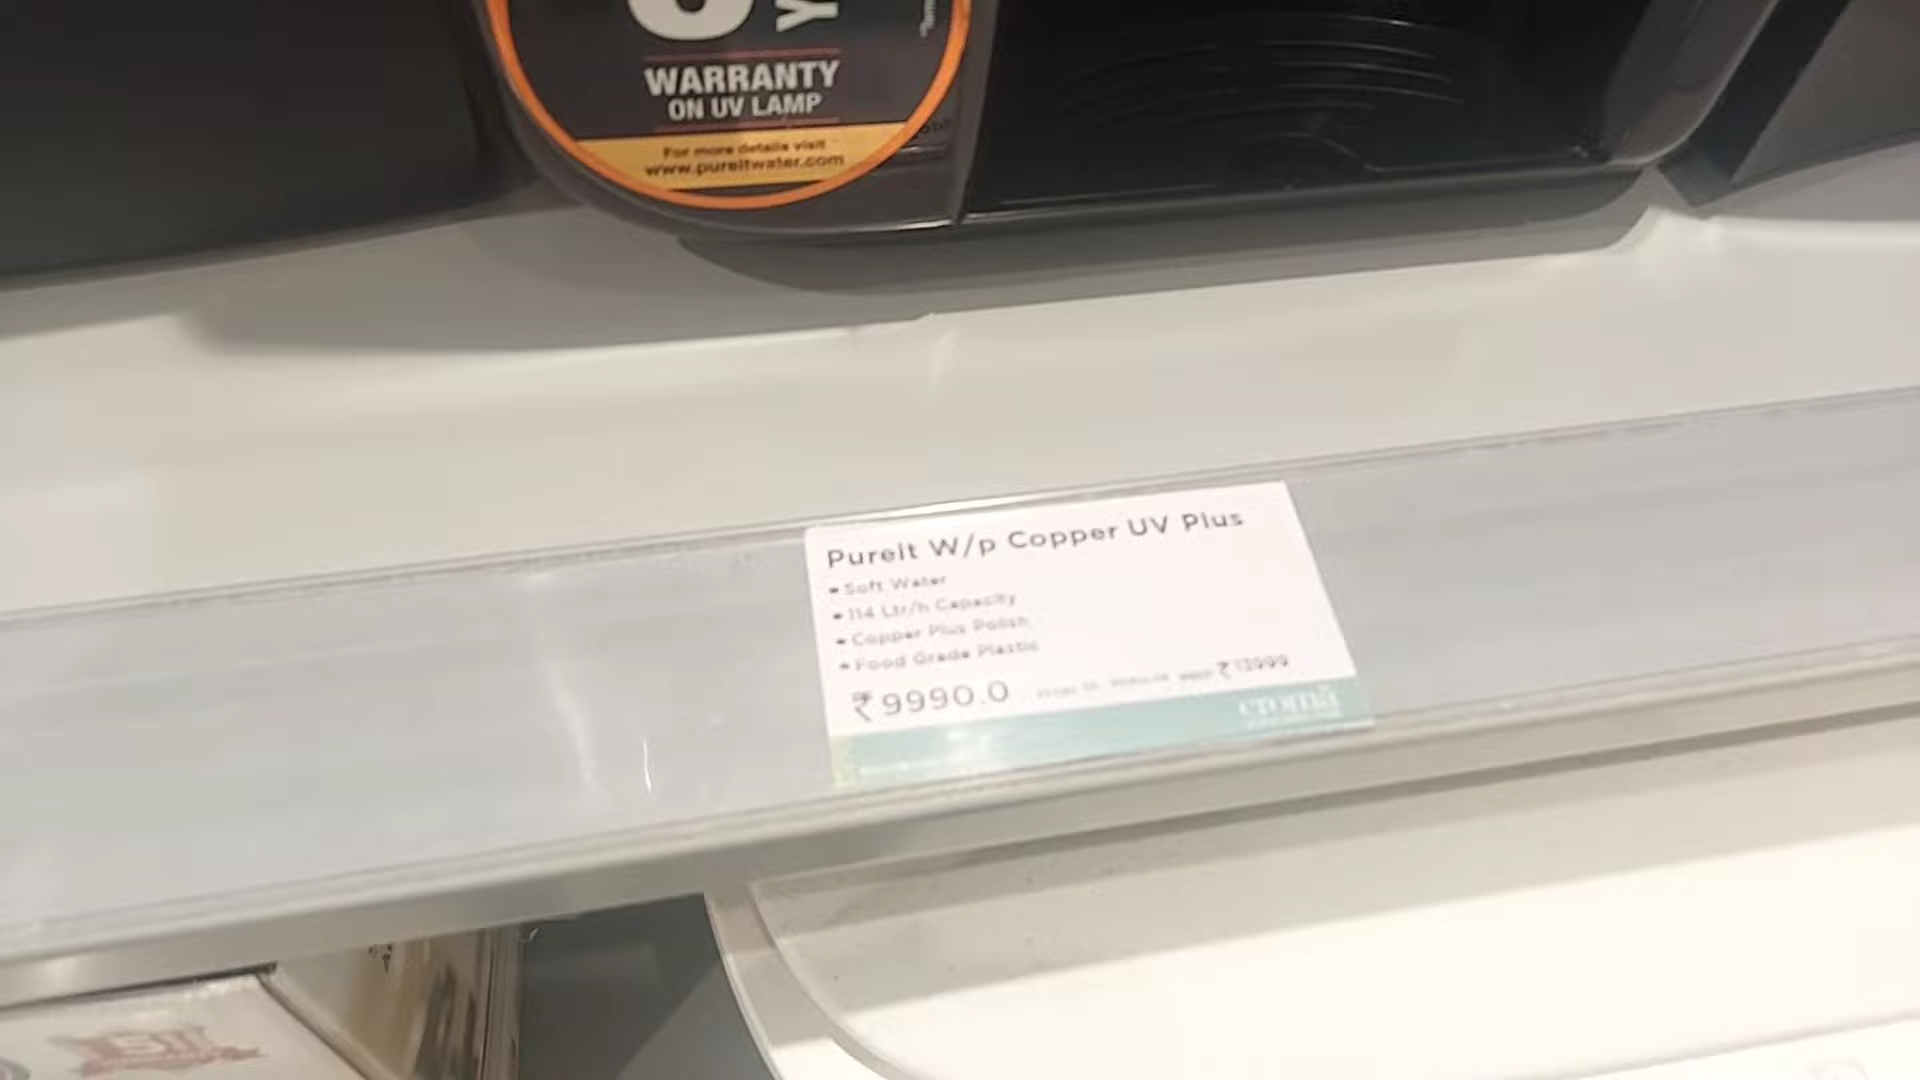 WARRANTY
ON UV LAMP
For more details visit
www.pureitwater.com
PureIt W/p Copper UV Plus
• Soft Water
• 114 Ltr/h Capacity
• Copper Plus Polish
• Food Grade Plastic
₹9990.0
₹13999
croma